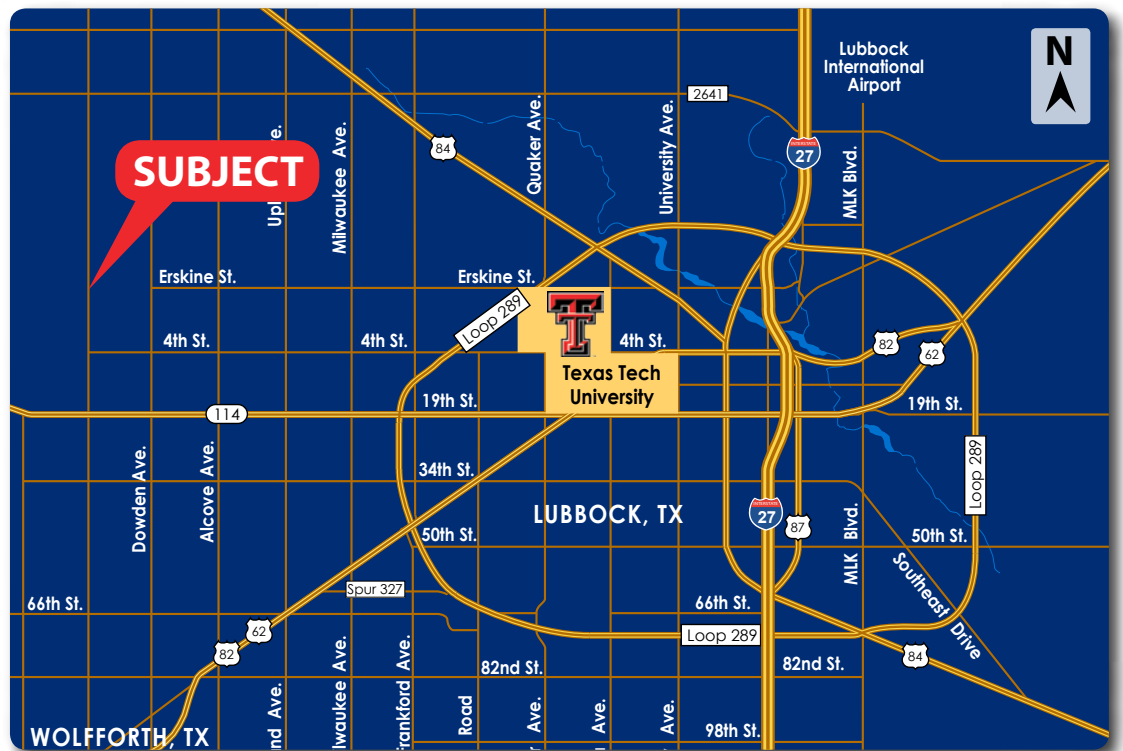 N
Lubbock
International
Airport
2641
84
27
SUBJECT
Quaker Ave.
University Ave.
MLK Blvd.
Milwaukee Ave.
Erskine St.
Erskine St.
Loop 289
4th St.
4th St.
4th St.
82
62
Texas Tech
University
19th St.
19th St.
114
34th St.
Dowden Ave.
Alcove Ave.
LUBBOCK, TX
27
87
Loop 289
50th St.
50th St.
MLK Blvd.
Southeast Drive
Spur 327
66th St.
66th St.
62
82
Loop 289
84
82nd St.
82nd St.
Frankford Ave.
Road
Ave.
Ave.
Ave.
98th St.
WOLFFORTH, TX